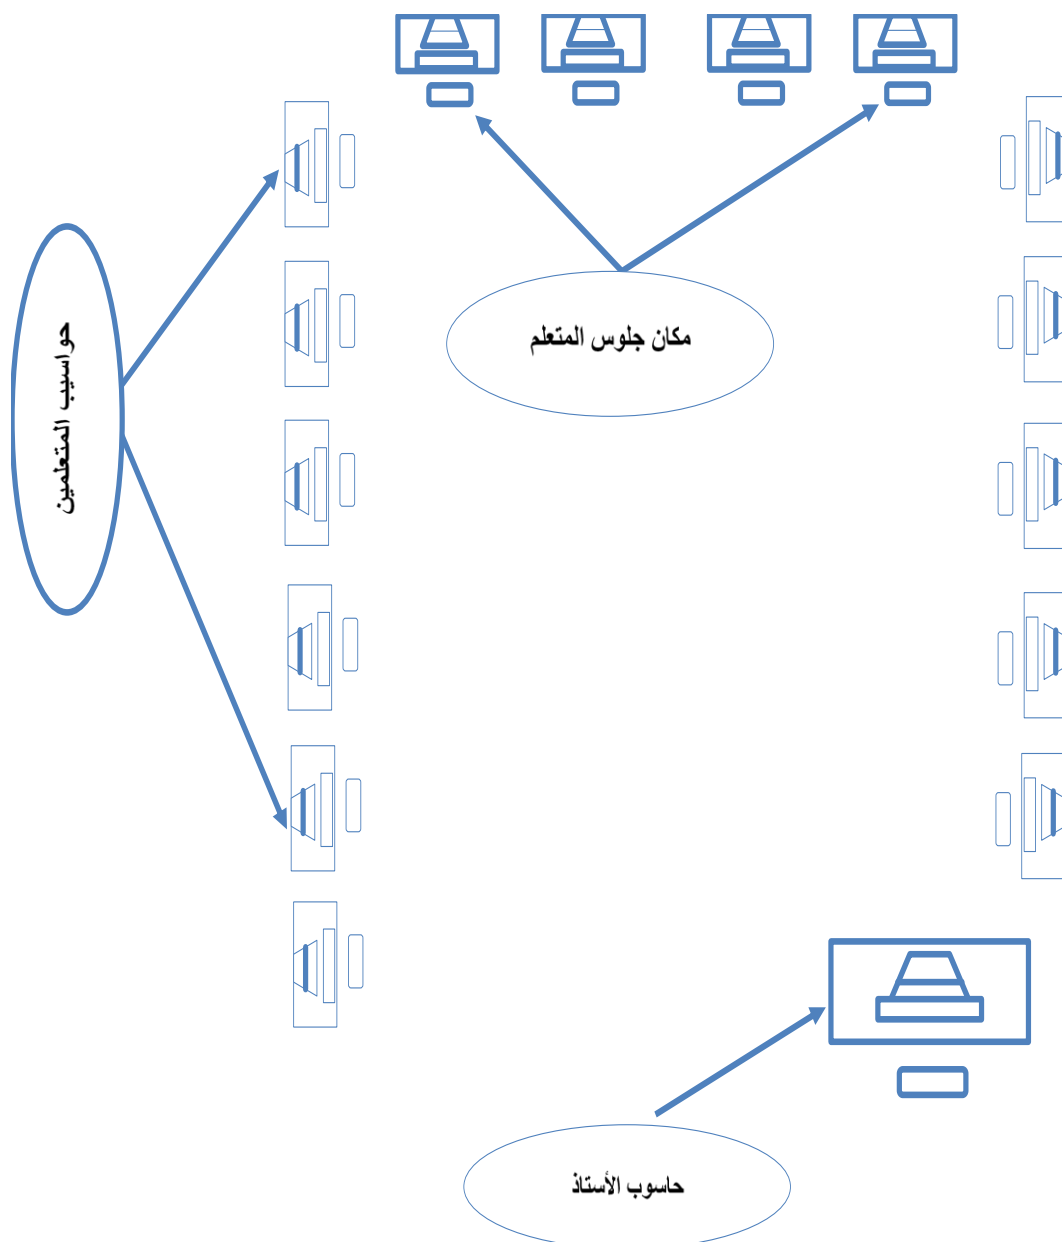 مكان جلوس المتعلم
حواسيب المتعلمين
حاسوب الأستاذ